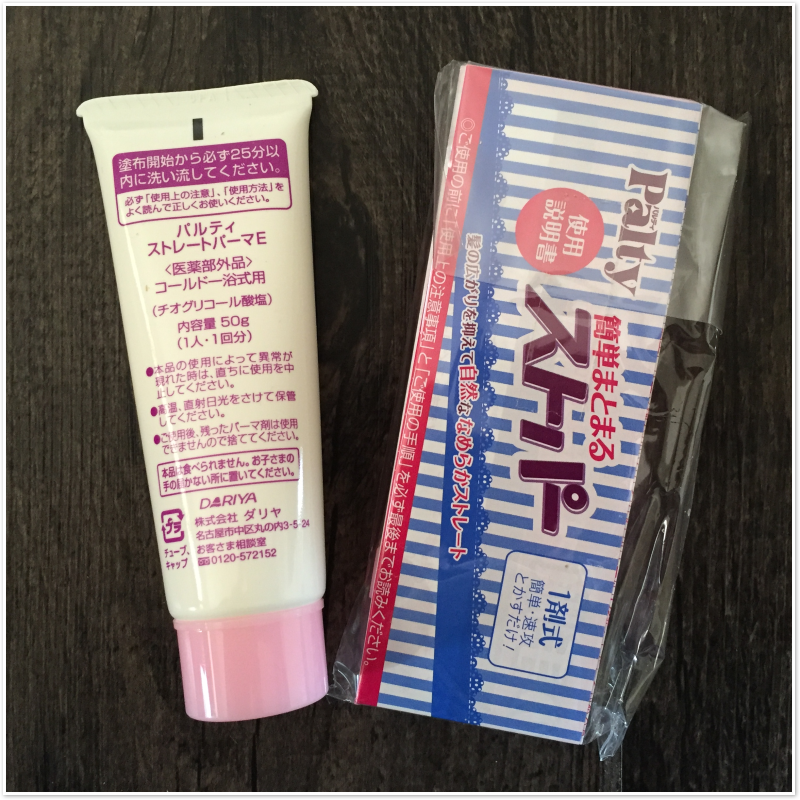 塗布開始から必ず25分以
内に洗い流してください。
必ず「使用上の注意」、「使用方法」を
よく読んで正しくお使いください。
パルティ
ストレートパーマE
〈医薬部外品〉
コールド一浴式用
(チオグリコール酸塩)
内容量 50g
(1人・1回分)
●本品の使用によって異常が
現れた時は、直ちに使用を中
止してください。
●高温、直射日光をさけて保管
してください。
●ご使用後、残ったパーマ剤は使用
できませんので捨ててください。
本品は食べられません。お子さまの
手の届かない所に置いてください。
DARIYA
プラ
チューブ、
キャップ
株式会社 ダリヤ
名古屋市中区丸の内3-5-24
お客さま相談室
0120-572152
Palty
パルティ
使用
説明書
簡単まとまる
ストパー
髪の広がりを抑えて自然ななめらかストレート
◎ご使用の前に「使用上の注意事項」と「ご使用の手順」を必ず最後までお読みください。
1剤式
簡単・速攻
とかすだけ!